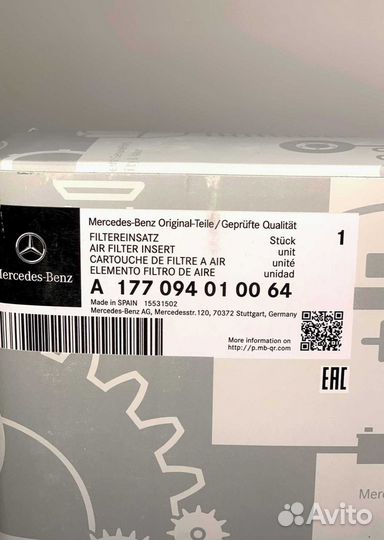 Mercedes-Benz Original-Teile/Geprüfte Qualität
FILTEREINSATZ Stück 1
AIR FILTER INSERT unit
CARTOUCHE DE FILTRE A AIR unité
ELEMENTO FILTRO DE AIRE unidad
Mercedes-Benz
A 177 094 01 00 64
Made in SPAIN 15531502
Mercedes-Benz AG, Mercedesstr.120, 70372 Stuttgart, Germany
More information on
http://p.mb-qr.com
EAC
Merc
Avito